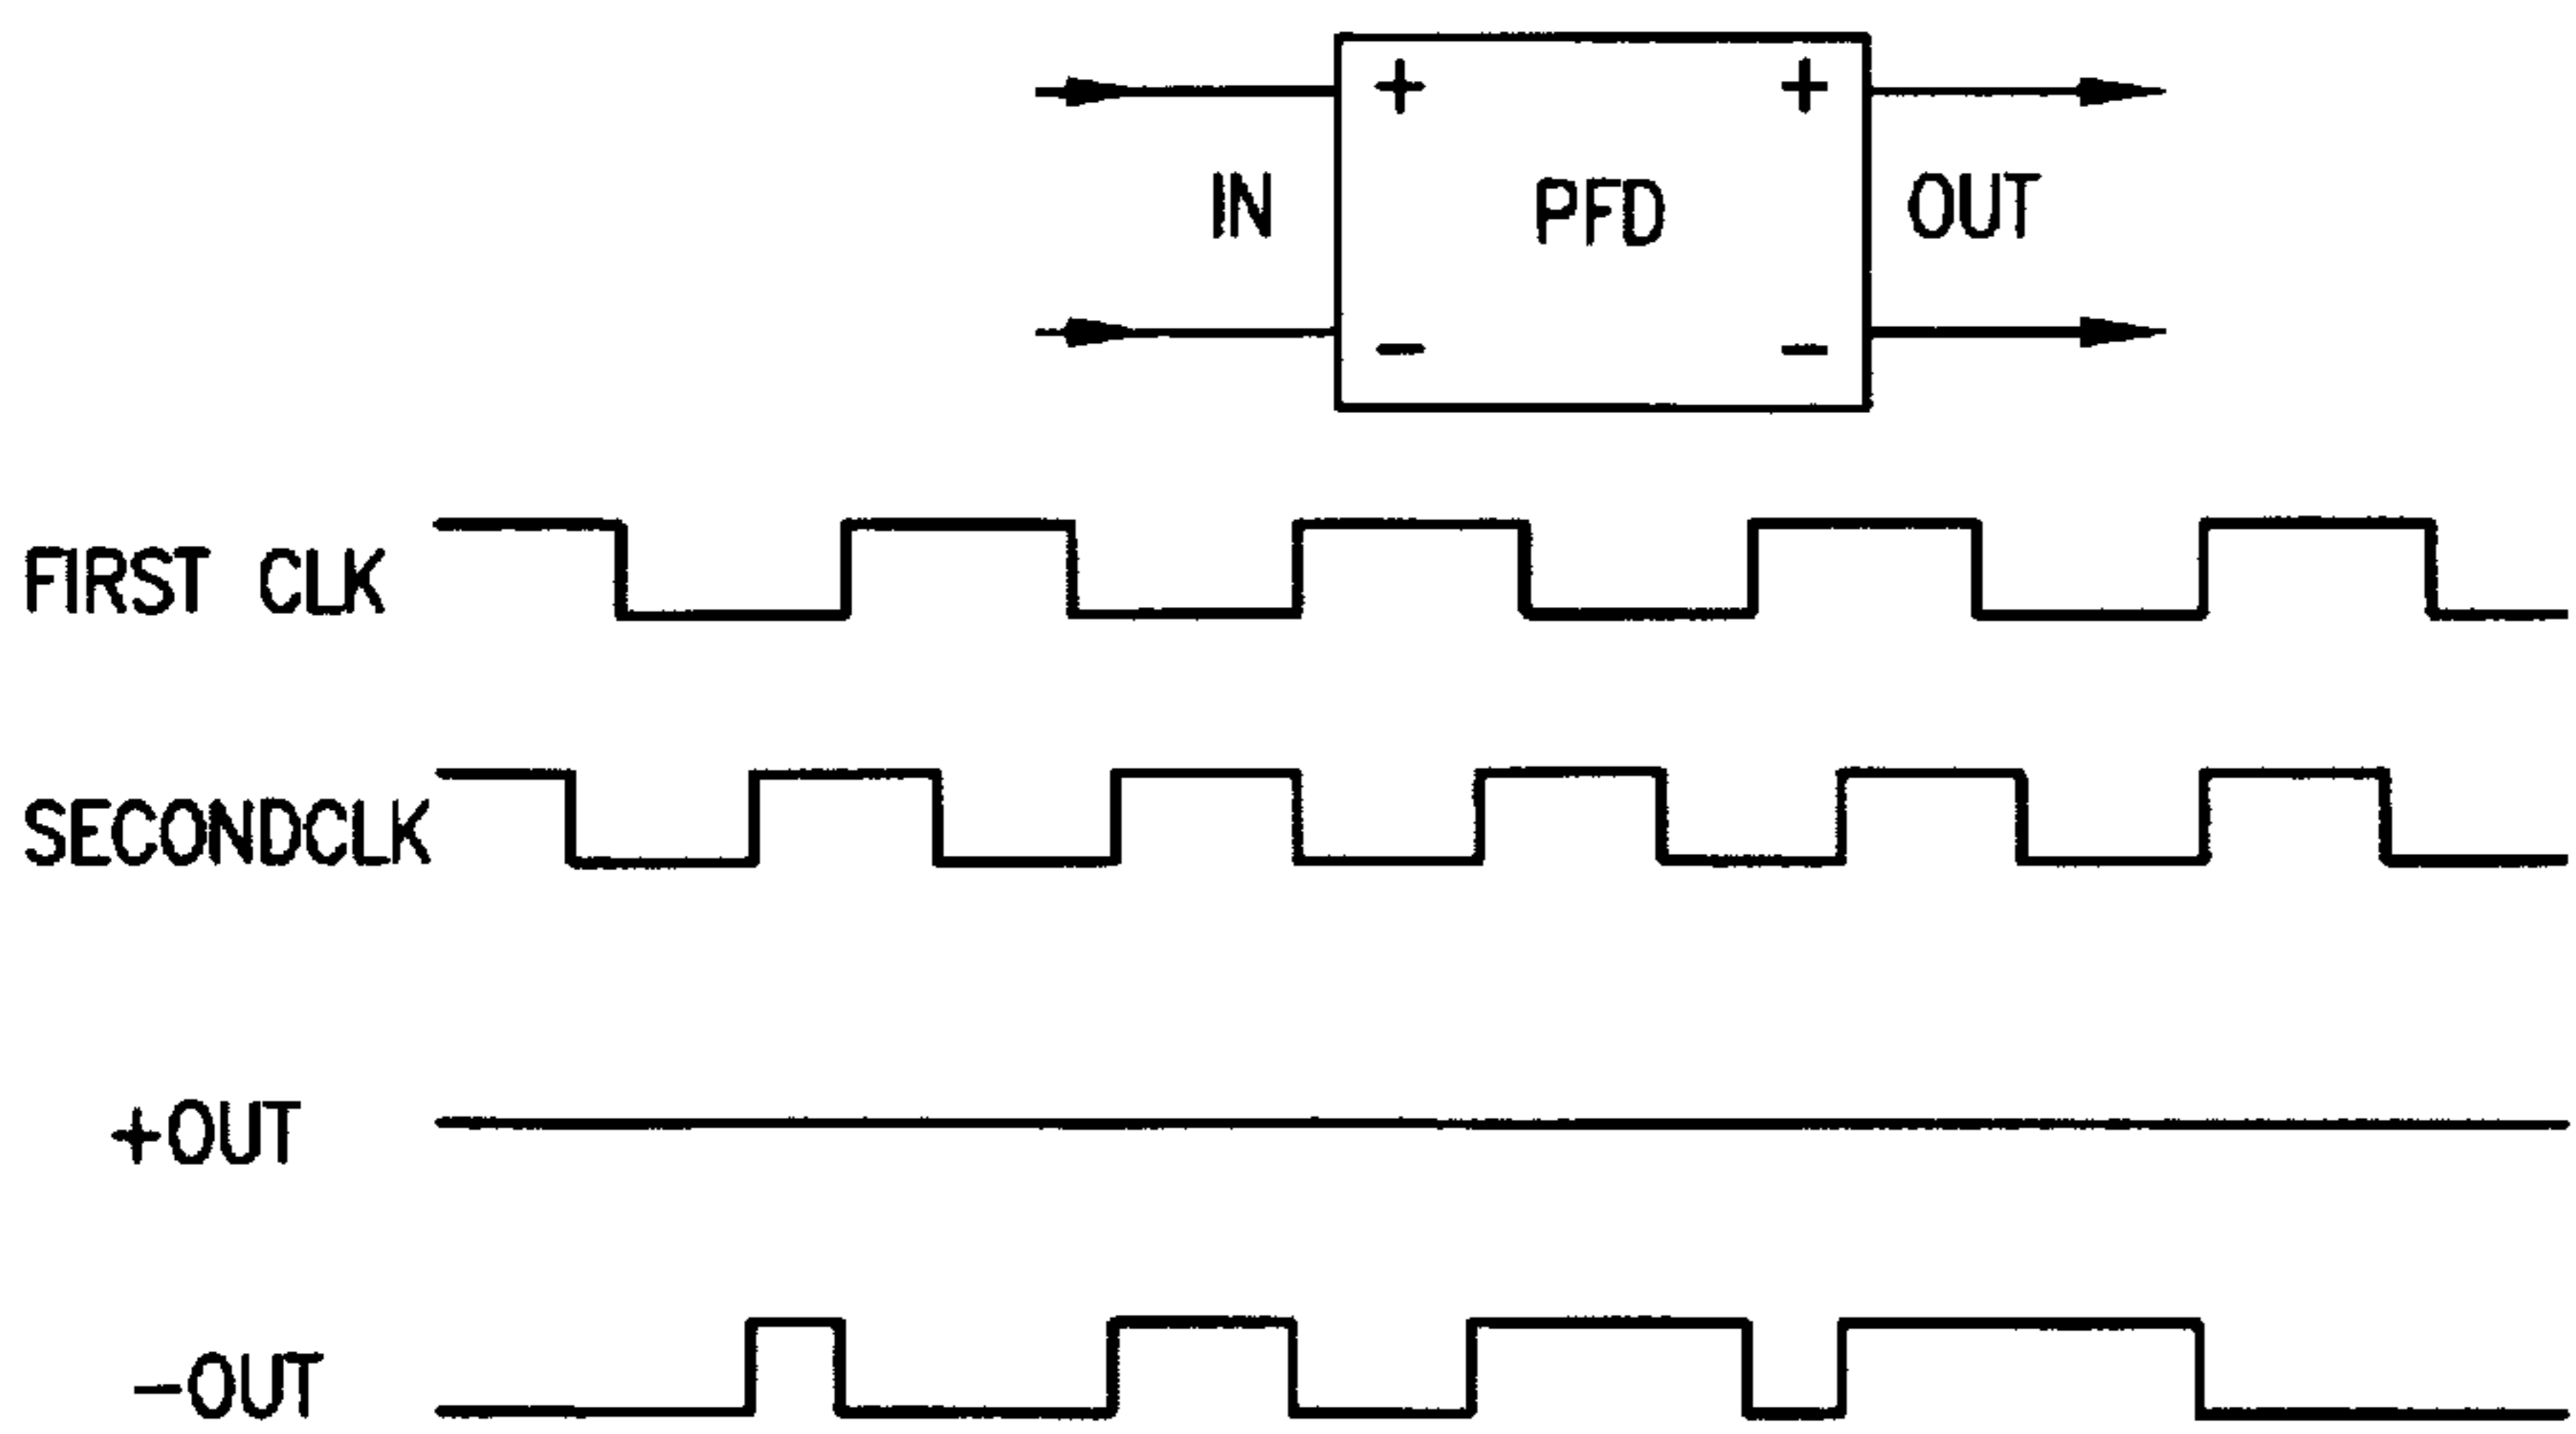 + +
IN PFD OUT
− −
FIRST CLK
SECONDCLK
+OUT
−OUT